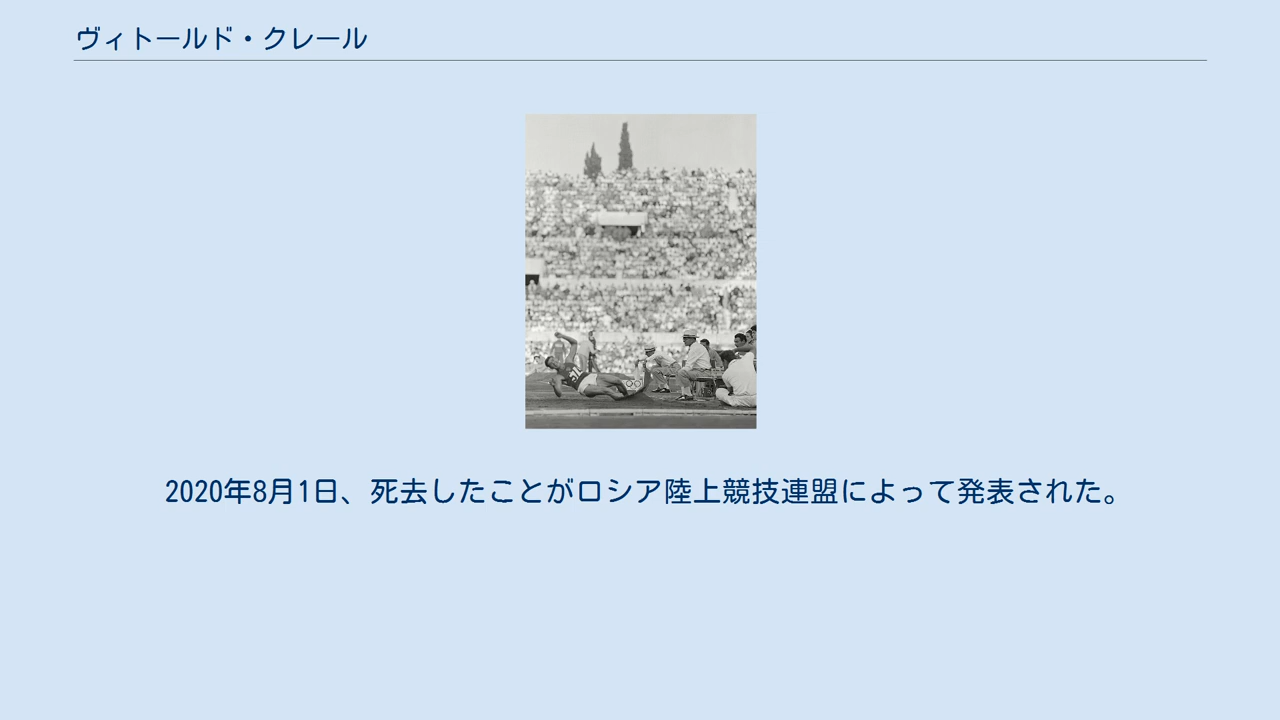 ヴィトールド・クレール
2020年8月1日、死去したことがロシア陸上競技連盟によって発表された。